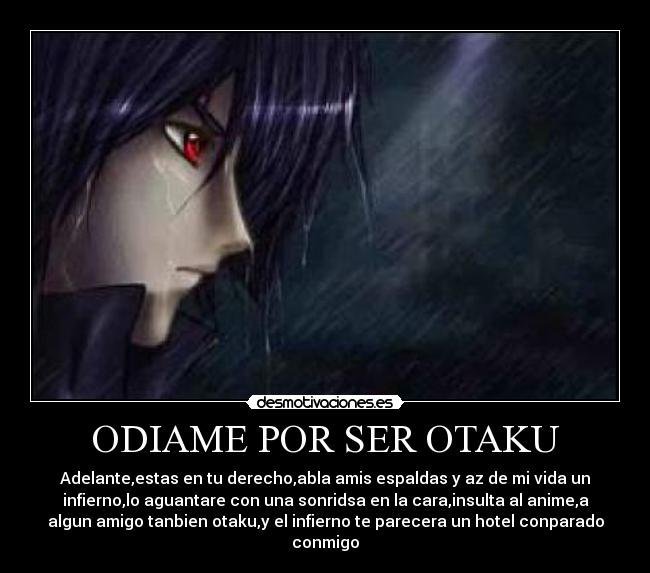 desmotivaciones.es
ODIAME POR SER OTAKU
Adelante,estas en tu derecho,abla amis espaldas y az de mi vida un
infierno,lo aguantare con una sonridsa en la cara,insulta al anime,a
algun amigo tanbien otaku,y el infierno te parecera un hotel conparado
conmigo